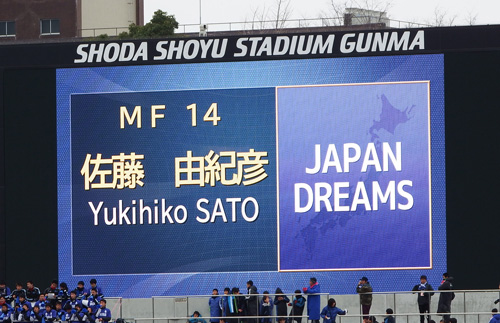 SHODA SHOYU STADIUM GUNMA
MF 14
佐藤 由紀彦
Yukihiko SATO
JAPAN
DREAMS